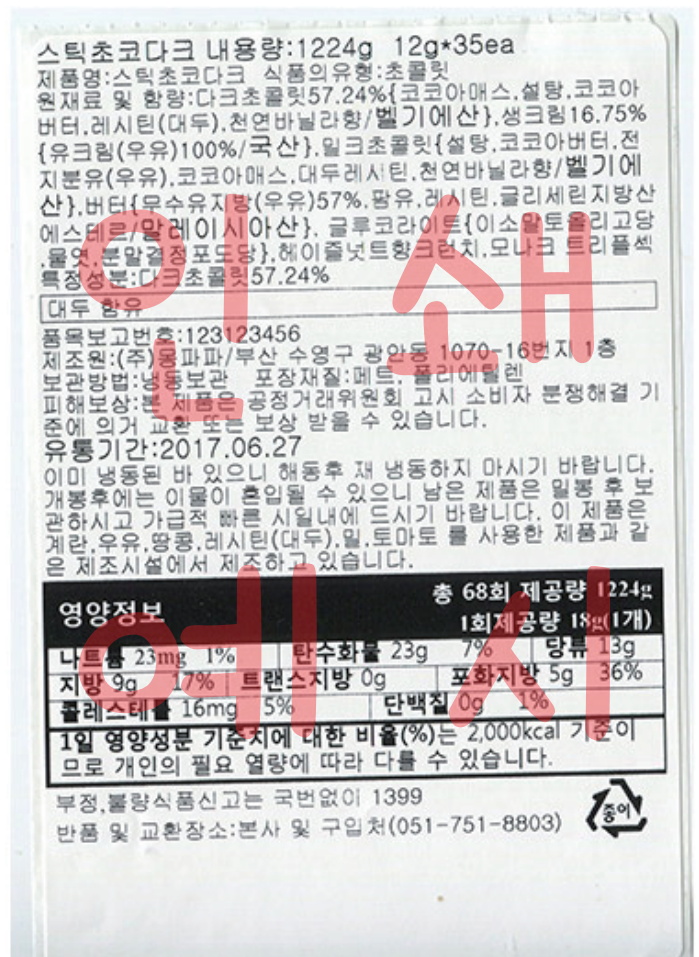 스틱초코다크 내용량:1224g 12g*35ea
제품명:스틱초코다크 식품의유형:초콜릿
원재료 및 함량:다크초콜릿57.24%{코코아매스,설탕,코코아
버터,레시틴(대두),천연바닐라향/벨기에산},생크림16.75%
{유크림(우유)100%/국산},밀크초콜릿{설탕,코코아버터,전
지분유(우유),코코아매스,대두레시틴,천연바닐라향/벨기에
산},버터{무수유지방(우유)57%,팜유,레시틴,글리세린지방산
에스테르/말레이시아산}, 글루코라이트{이소말토올리고당
,물엿,분말결정포도당},헤이즐넛트향크런치,모나크 트리플섹
특정성분:다크초콜릿57.24%
대두 함유
품목보고번호:123123456
제조원:(주)몽파파/부산 수영구 광안동 1070-16번지 1층
보관방법:냉동보관 포장재질:페트, 폴리에틸렌
피해보상:본 제품은 공정거래위원회 고시 소비자 분쟁해결 기
준에 의거 교환 또는 보상 받을 수 있습니다.
유통기간:2017.06.27
이미 냉동된 바 있으니 해동후 재 냉동하지 마시기 바랍니다.
개봉후에는 이물이 혼입될 수 있으니 남은 제품은 밀봉 후 보
관하시고 가급적 빠른 시일내에 드시기 바랍니다. 이 제품은
계란,우유,땅콩,레시틴(대두),밀,토마토 를 사용한 제품과 같
은 제조시설에서 제조하고 있습니다.
영양정보 총 68회 제공량 1224g
1회제공량 18g(1개)
나트륨 23mg 1% 탄수화물 23g 7% 당류 13g
지방 9g 17% 트랜스지방 0g 포화지방 5g 36%
콜레스테롤 16mg 5% 단백질 0g 1%
1일 영양성분 기준치에 대한 비율(%)는 2,000kcal 기준이
므로 개인의 필요 열량에 따라 다를 수 있습니다.
부정,불량식품신고는 국번없이 1399
반품 및 교환장소:본사 및 구입처(051-751-8803)
종이
인쇄
예시